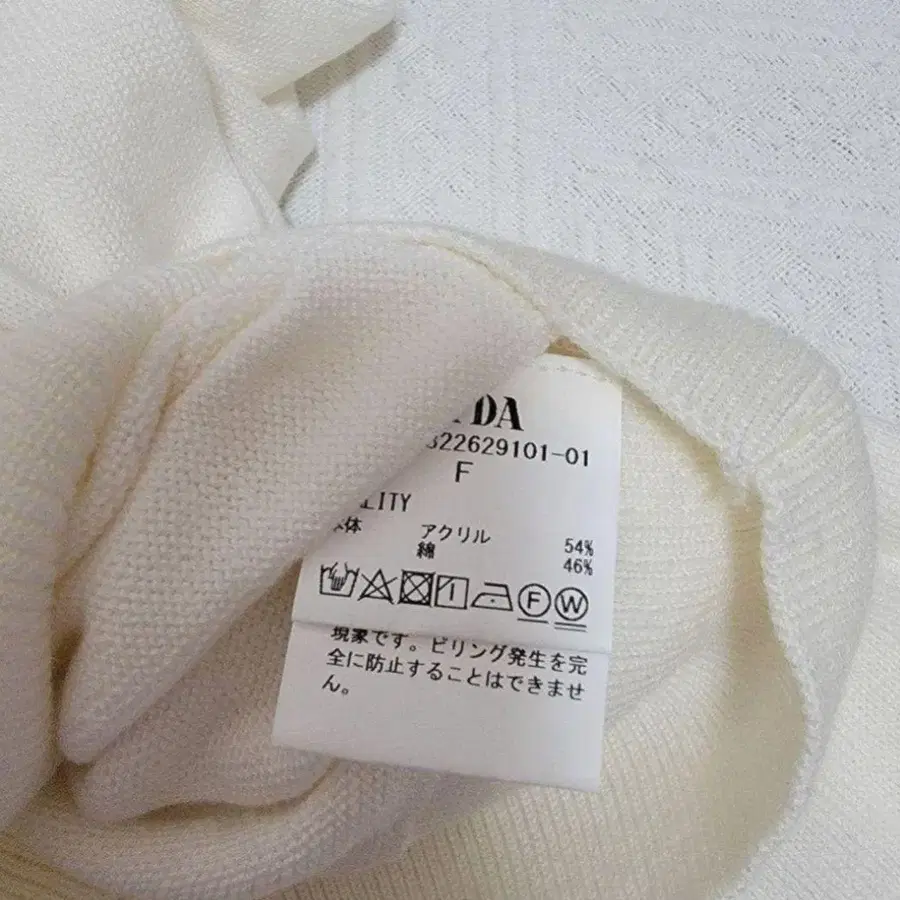 DA
322629101-01
F
LITY
体 アクリル 54%
綿 46%
F W
現象です。ピリング発生を完
全に防止することはできませ
ん。